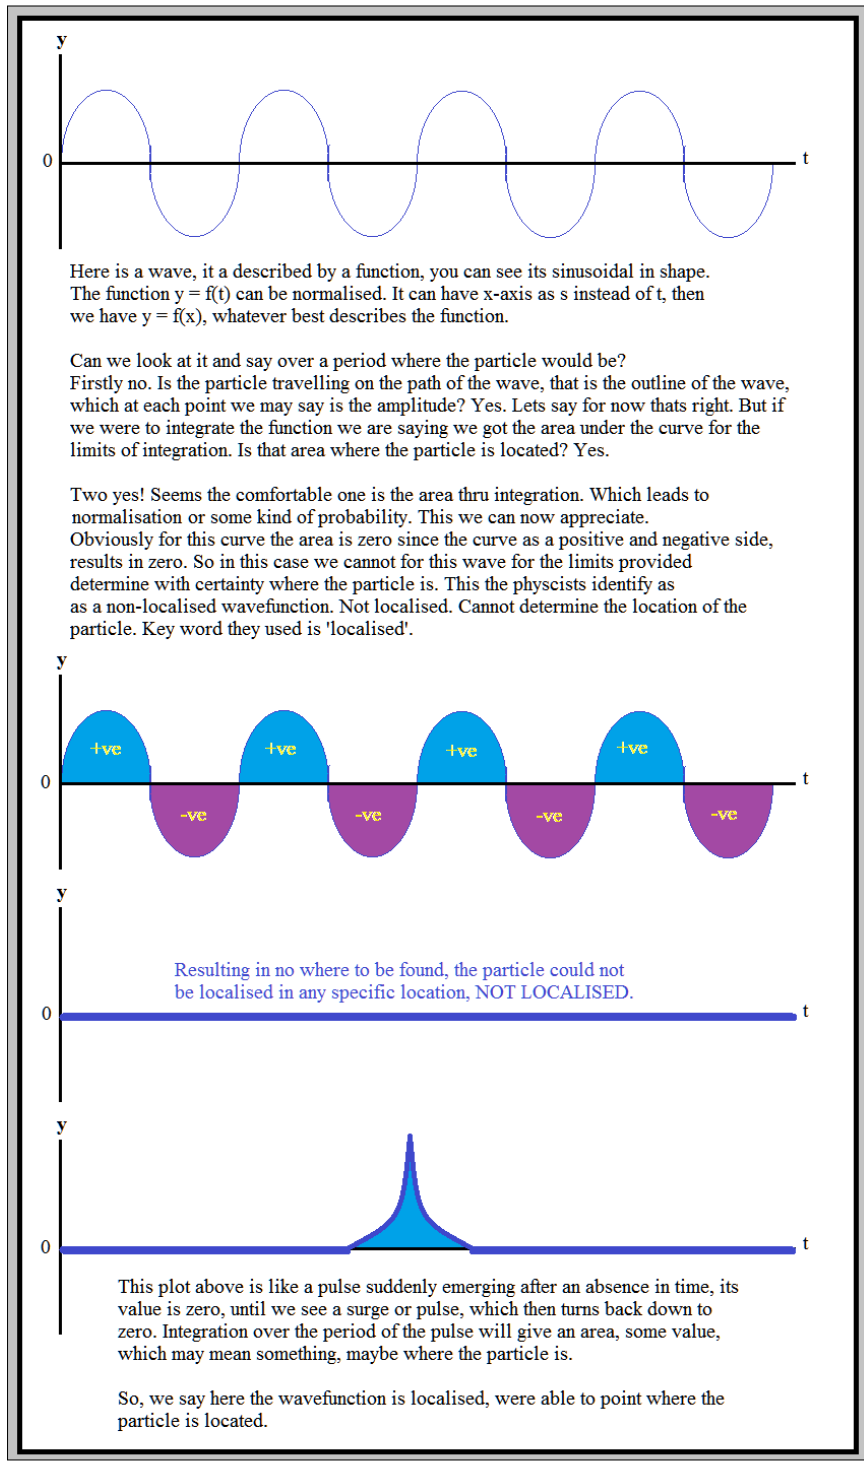 y
0
t
Here is a wave, it a described by a function, you can see its sinusoidal in shape.
The function y = f(t) can be normalised. It can have x-axis as s instead of t, then
we have y = f(x), whatever best describes the function.
Can we look at it and say over a period where the particle would be?
Firstly no. Is the particle travelling on the path of the wave, that is the outline of the wave,
which at each point we may say is the amplitude? Yes. Lets say for now thats right. But if
we were to integrate the function we are saying we got the area under the curve for the
limits of integration. Is that area where the particle is located? Yes.
Two yes! Seems the comfortable one is the area thru integration. Which leads to
normalisation or some kind of probability. This we can now appreciate.
Obviously for this curve the area is zero since the curve as a positive and negative side,
results in zero. So in this case we cannot for this wave for the limits provided
determine with certainty where the particle is. This the physcists identify as
as a non-localised wavefunction. Not localised. Cannot determine the location of the
particle. Key word they used is 'localised'.
y
+ve +ve +ve +ve
0
t
-ve -ve -ve -ve
y
Resulting in no where to be found, the particle could not
be localised in any specific location, NOT LOCALISED.
0
t
y
0
t
This plot above is like a pulse suddenly emerging after an absence in time, its
value is zero, until we see a surge or pulse, which then turns back down to
zero. Integration over the period of the pulse will give an area, some value,
which may mean something, maybe where the particle is.
So, we say here the wavefunction is localised, were able to point where the
particle is located.